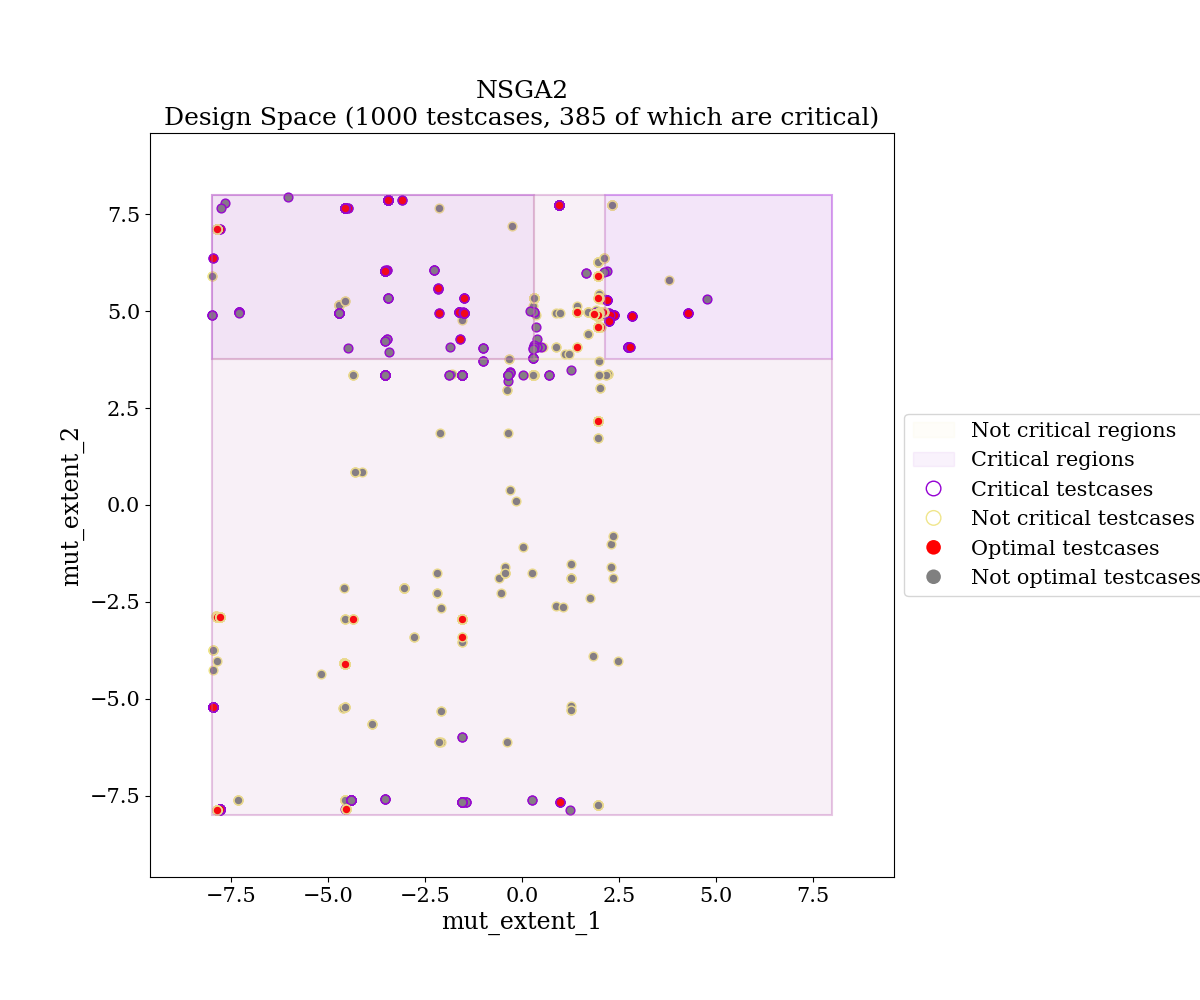 NSGA2
Design Space (1000 testcases, 385 of which are critical)
7.5
5.0
2.5
0.0
−2.5
−5.0
−7.5
mut_extent_2
−7.5
−5.0
−2.5
0.0
2.5
5.0
7.5
mut_extent_1
Not critical regions
Critical regions
Critical testcases
Not critical testcases
Optimal testcases
Not optimal testcases